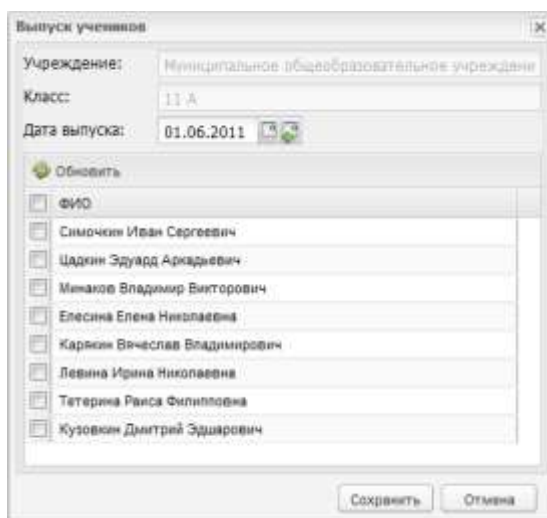 Выпуск учеников
Учреждение: Муниципальное общеобразовательное учрежден
Класс: 11 А
Дата выпуска: 01.06.2011
Обновить
ФИО
Симочкин Иван Сергеевич
Цадкин Эдуард Аркадьевич
Минаков Владимир Викторович
Елесина Елена Николаевна
Карякин Вячеслав Владимирович
Левина Ирина Николаевна
Тетерина Раиса Филипповна
Кузовкин Дмитрий Эдцарович
Сохранить Отмена